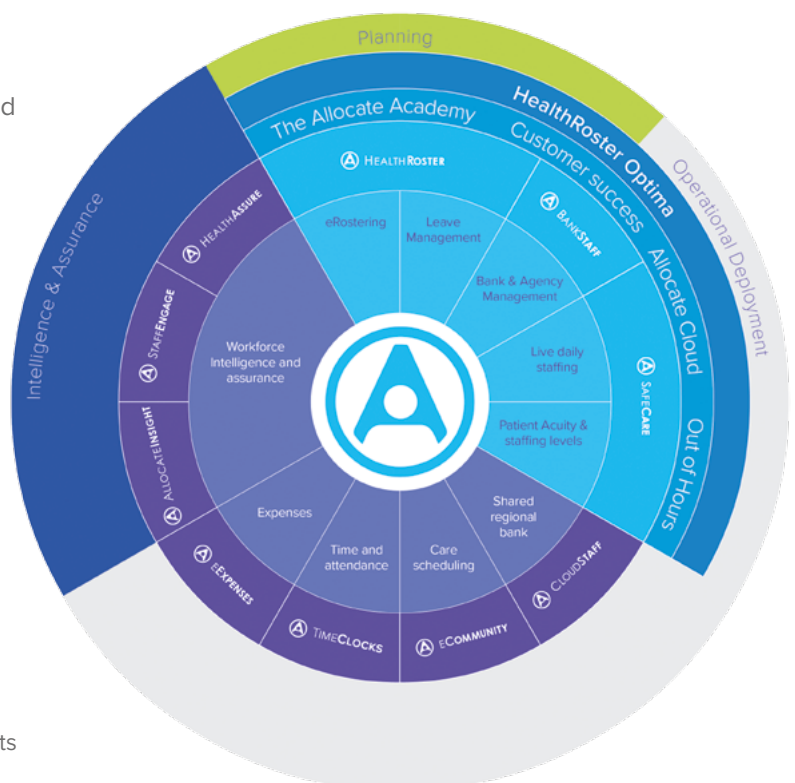 Planning
HealthRoster Optima
The Allocate Academy
Customer success
Allocate Cloud
Out of Hours
Operational Deployment
Intelligence & Assurance
HEALTHROSTER
BANKSTAFF
SAFECARE
CLOUDSTAFF
ECOMMUNITY
TIMECLOCKS
EEXPENSES
ALLOCATEINSIGHT
STAFFENGAGE
HEALTHASSURE
eRostering
Leave
Management
Bank & Agency
Management
Live daily
staffing
Patient Acuity &
staffing levels
Shared
regional
bank
Care
scheduling
Time and
attendance
Expenses
Workforce
Intelligence and
assurance
d
ts